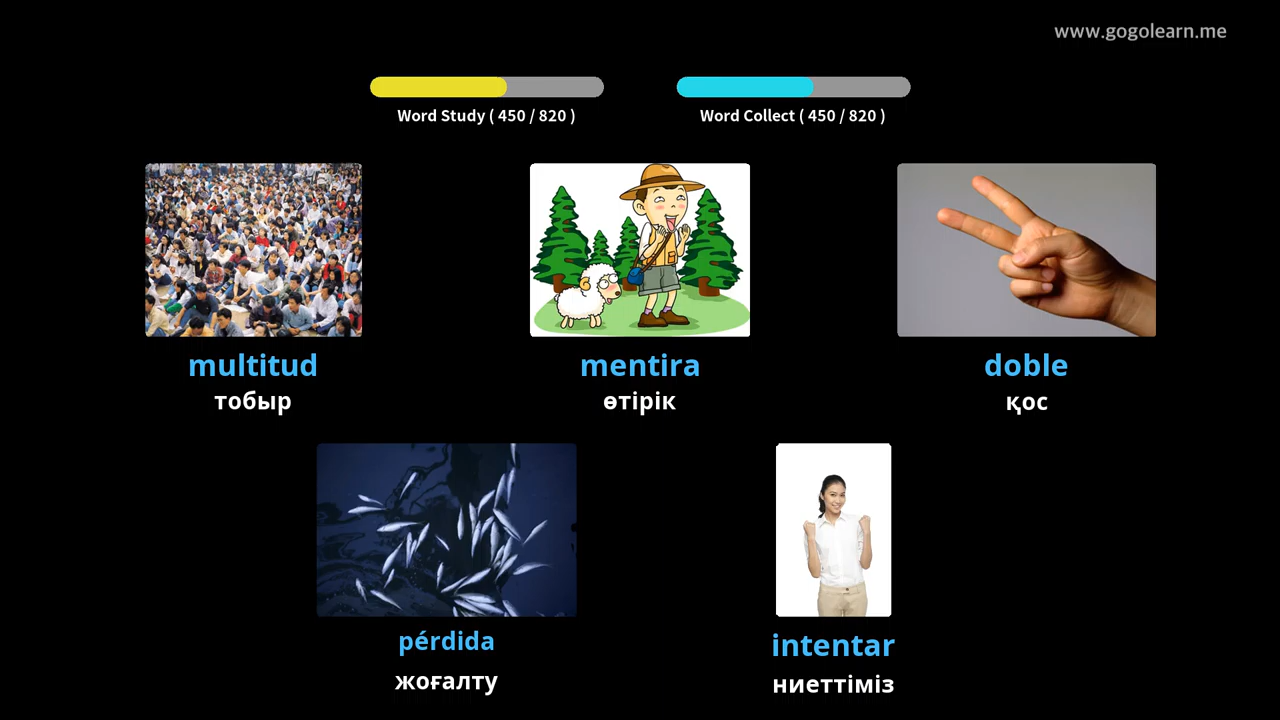 www.gogolearn.me
Word Study ( 450 / 820 )
Word Collect ( 450 / 820 )
multitud
тобыр
mentira
өтірік
doble
қос
pérdida
жоғалту
intentar
ниеттіміз